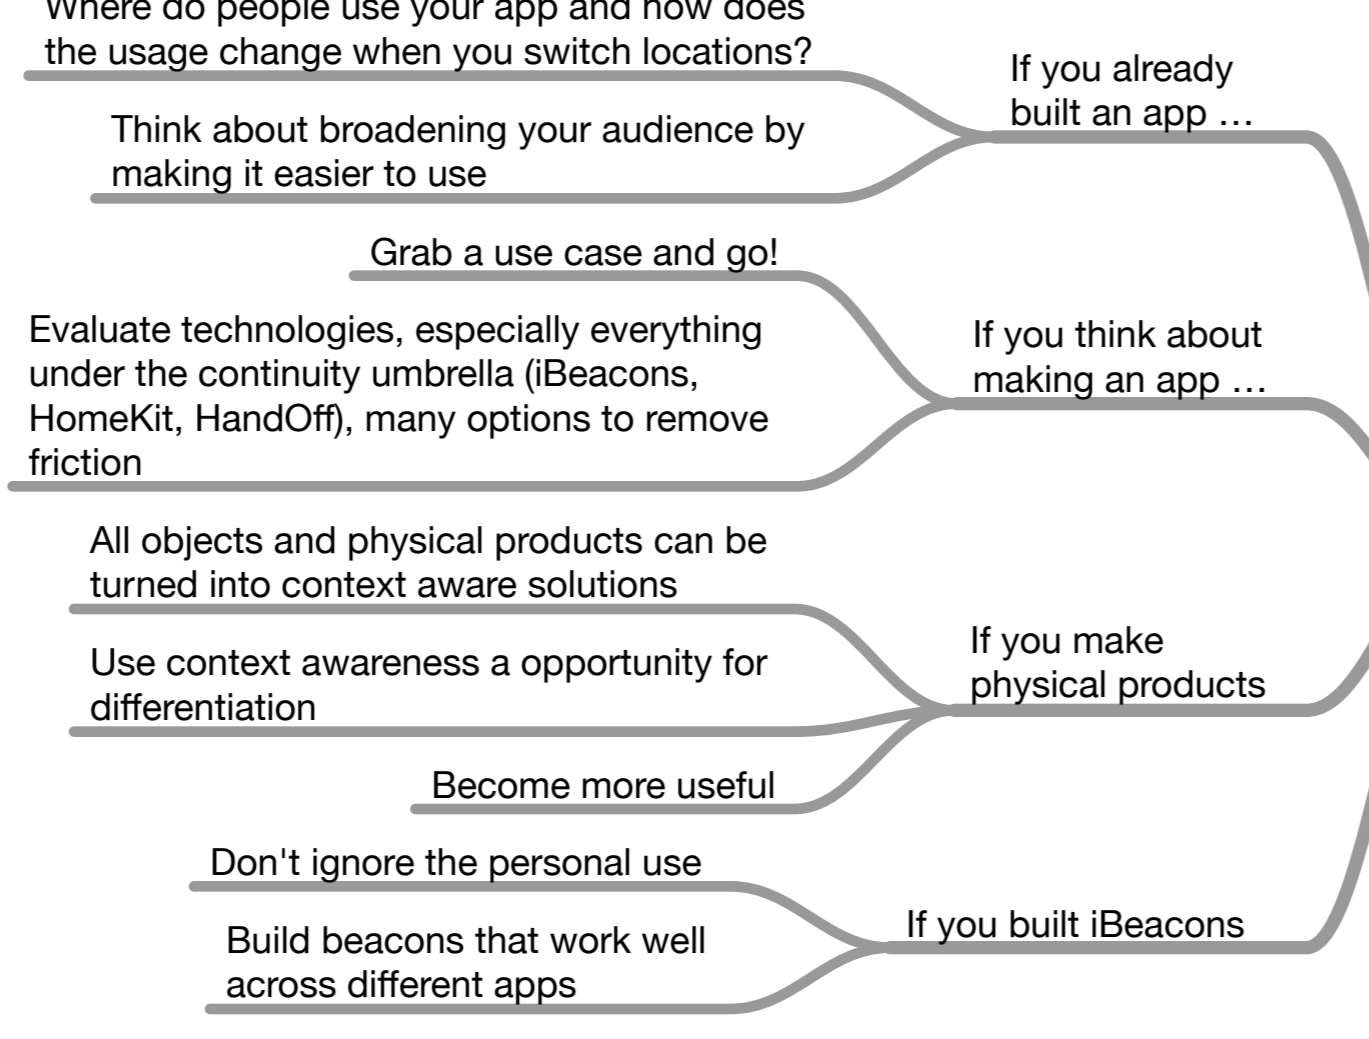 Where do people use your app and how does
the usage change when you switch locations?
Think about broadening your audience by
making it easier to use
If you already
built an app …
Grab a use case and go!
Evaluate technologies, especially everything
under the continuity umbrella (iBeacons,
HomeKit, HandOff), many options to remove
friction
If you think about
making an app …
All objects and physical products can be
turned into context aware solutions
Use context awareness a opportunity for
differentiation
Become more useful
If you make
physical products
Don't ignore the personal use
Build beacons that work well
across different apps
If you built iBeacons